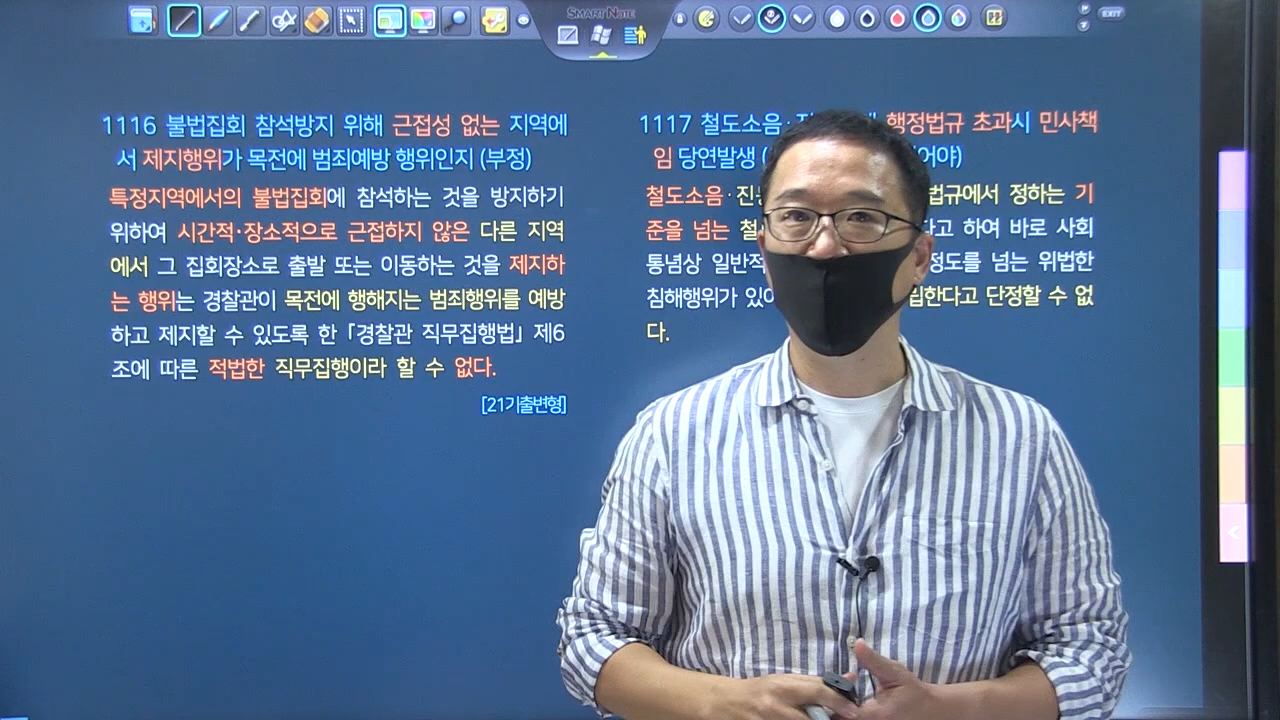 SMARTNOTE
EXIT
1116 불법집회 참석방지 위해 근접성 없는 지역에
서 제지행위가 목전에 범죄예방 행위인지 (부정)
특정지역에서의 불법집회에 참석하는 것을 방지하기
위하여 시간적·장소적으로 근접하지 않은 다른 지역
에서 그 집회장소로 출발 또는 이동하는 것을 제지하
는 행위는 경찰관이 목전에 행해지는 범죄행위를 예방
하고 제지할 수 있도록 한 「경찰관 직무집행법」 제6
조에 따른 적법한 직무집행이라 할 수 없다.
[21기출변형]
1117 철도소음· 행정법규 초과시 민사책
임 당연발생
철도소음·진 법규에서 정하는 기
준을 넘는 철 다고 하여 바로 사회
통념상 일반적 정도를 넘는 위법한
침해행위가 있 입한다고 단정할 수 없
다.